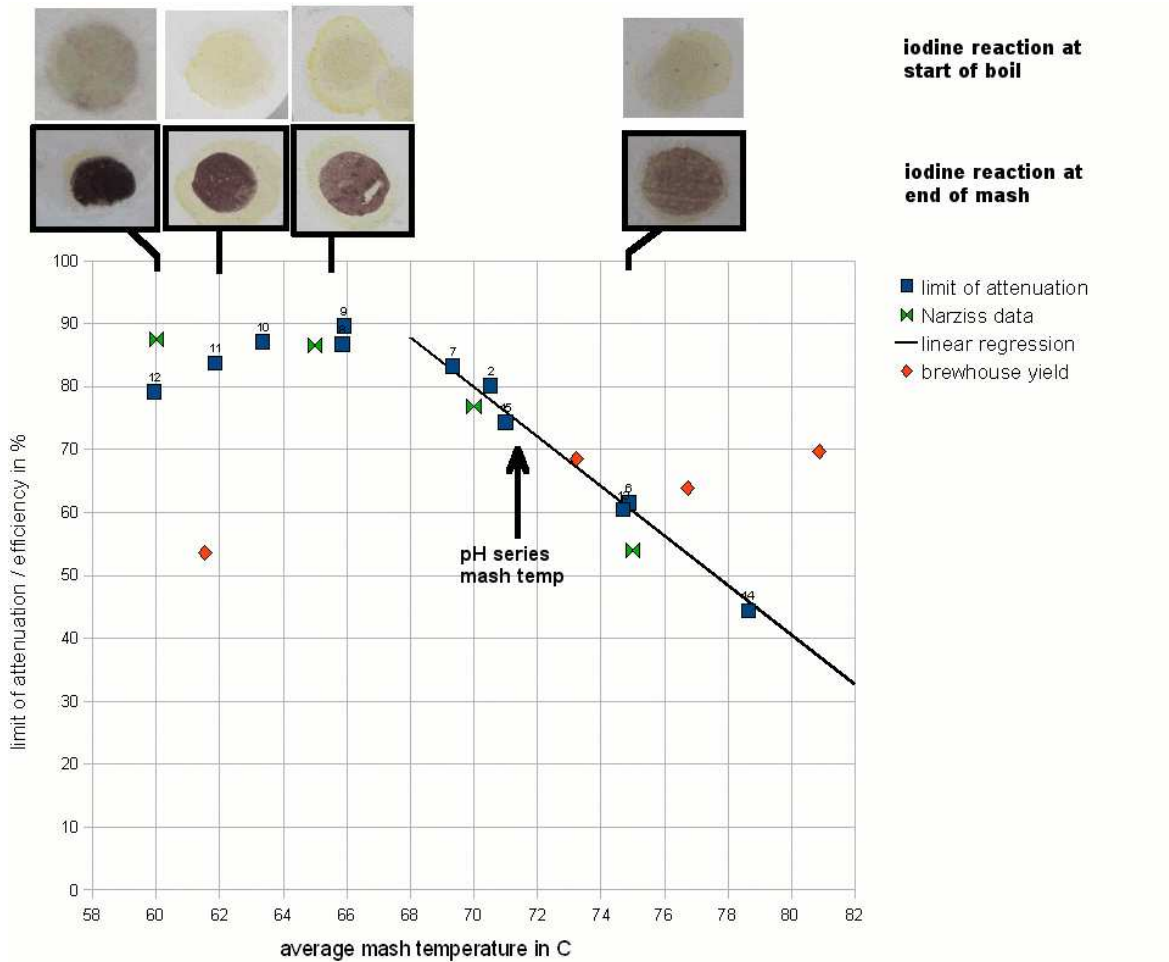 iodine reaction at
start of boil
iodine reaction at
end of mash
limit of attenuation / efficiency in %
100
90
80
70
60
50
40
30
20
10
0
12
11
10
9
8
7
2
15
6
14
pH series
mash temp
limit of attenuation
Narziss data
linear regression
brewhouse yield
58
60
62
64
66
68
70
72
74
76
78
80
82
average mash temperature in C